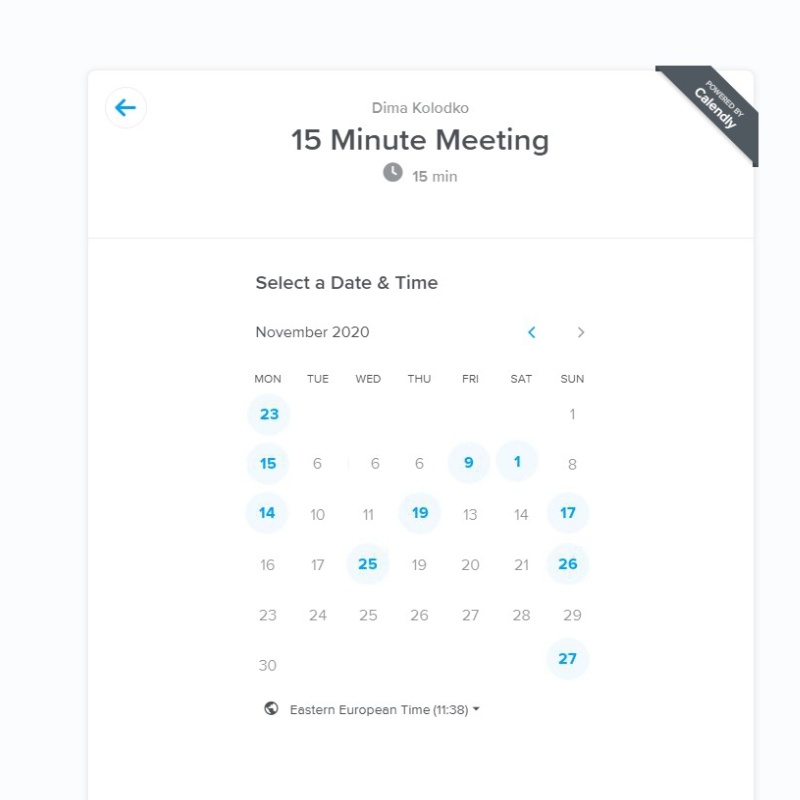 POWERED BY
Calendly
Dima Kolodko
15 Minute Meeting
15 min
Select a Date & Time
November 2020
MON TUE WED THU FRI SAT SUN
23 1
15 6 6 6 9 1 8
14 10 11 19 13 14 17
16 17 25 19 20 21 26
23 24 25 26 27 28 29
30 27
Eastern European Time (11:38)